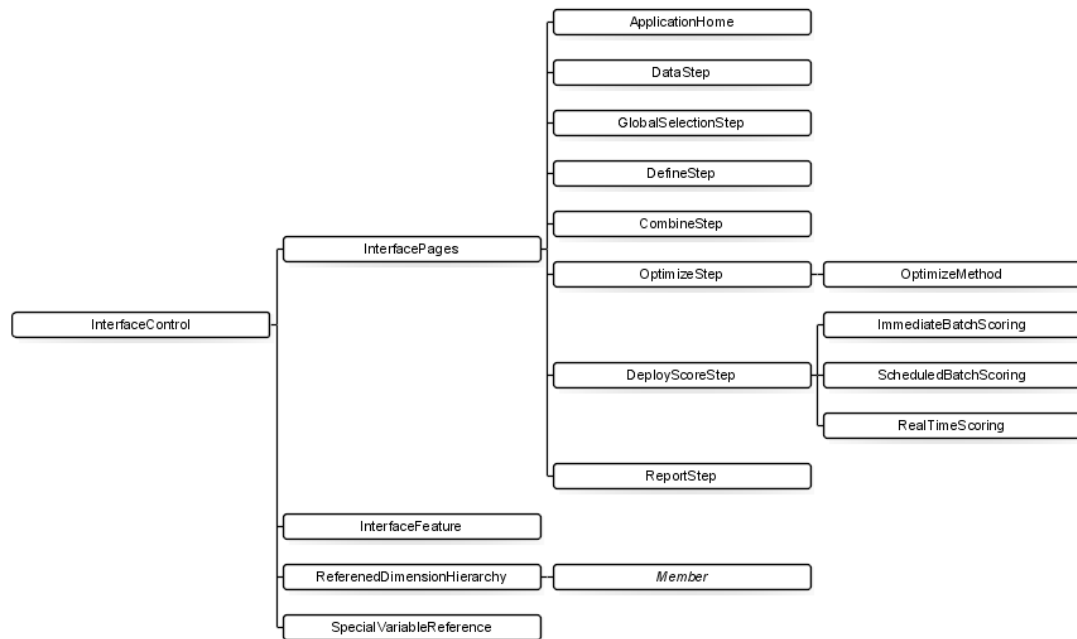 ApplicationHome
DataStep
GlobalSelectionStep
DefineStep
CombineStep
InterfacePages
OptimizeStep
OptimizeMethod
InterfaceControl
ImmediateBatchScoring
DeployScoreStep
ScheduledBatchScoring
RealTimeScoring
ReportStep
InterfaceFeature
ReferenedDimensionHierarchy
Member
SpecialVariableReference